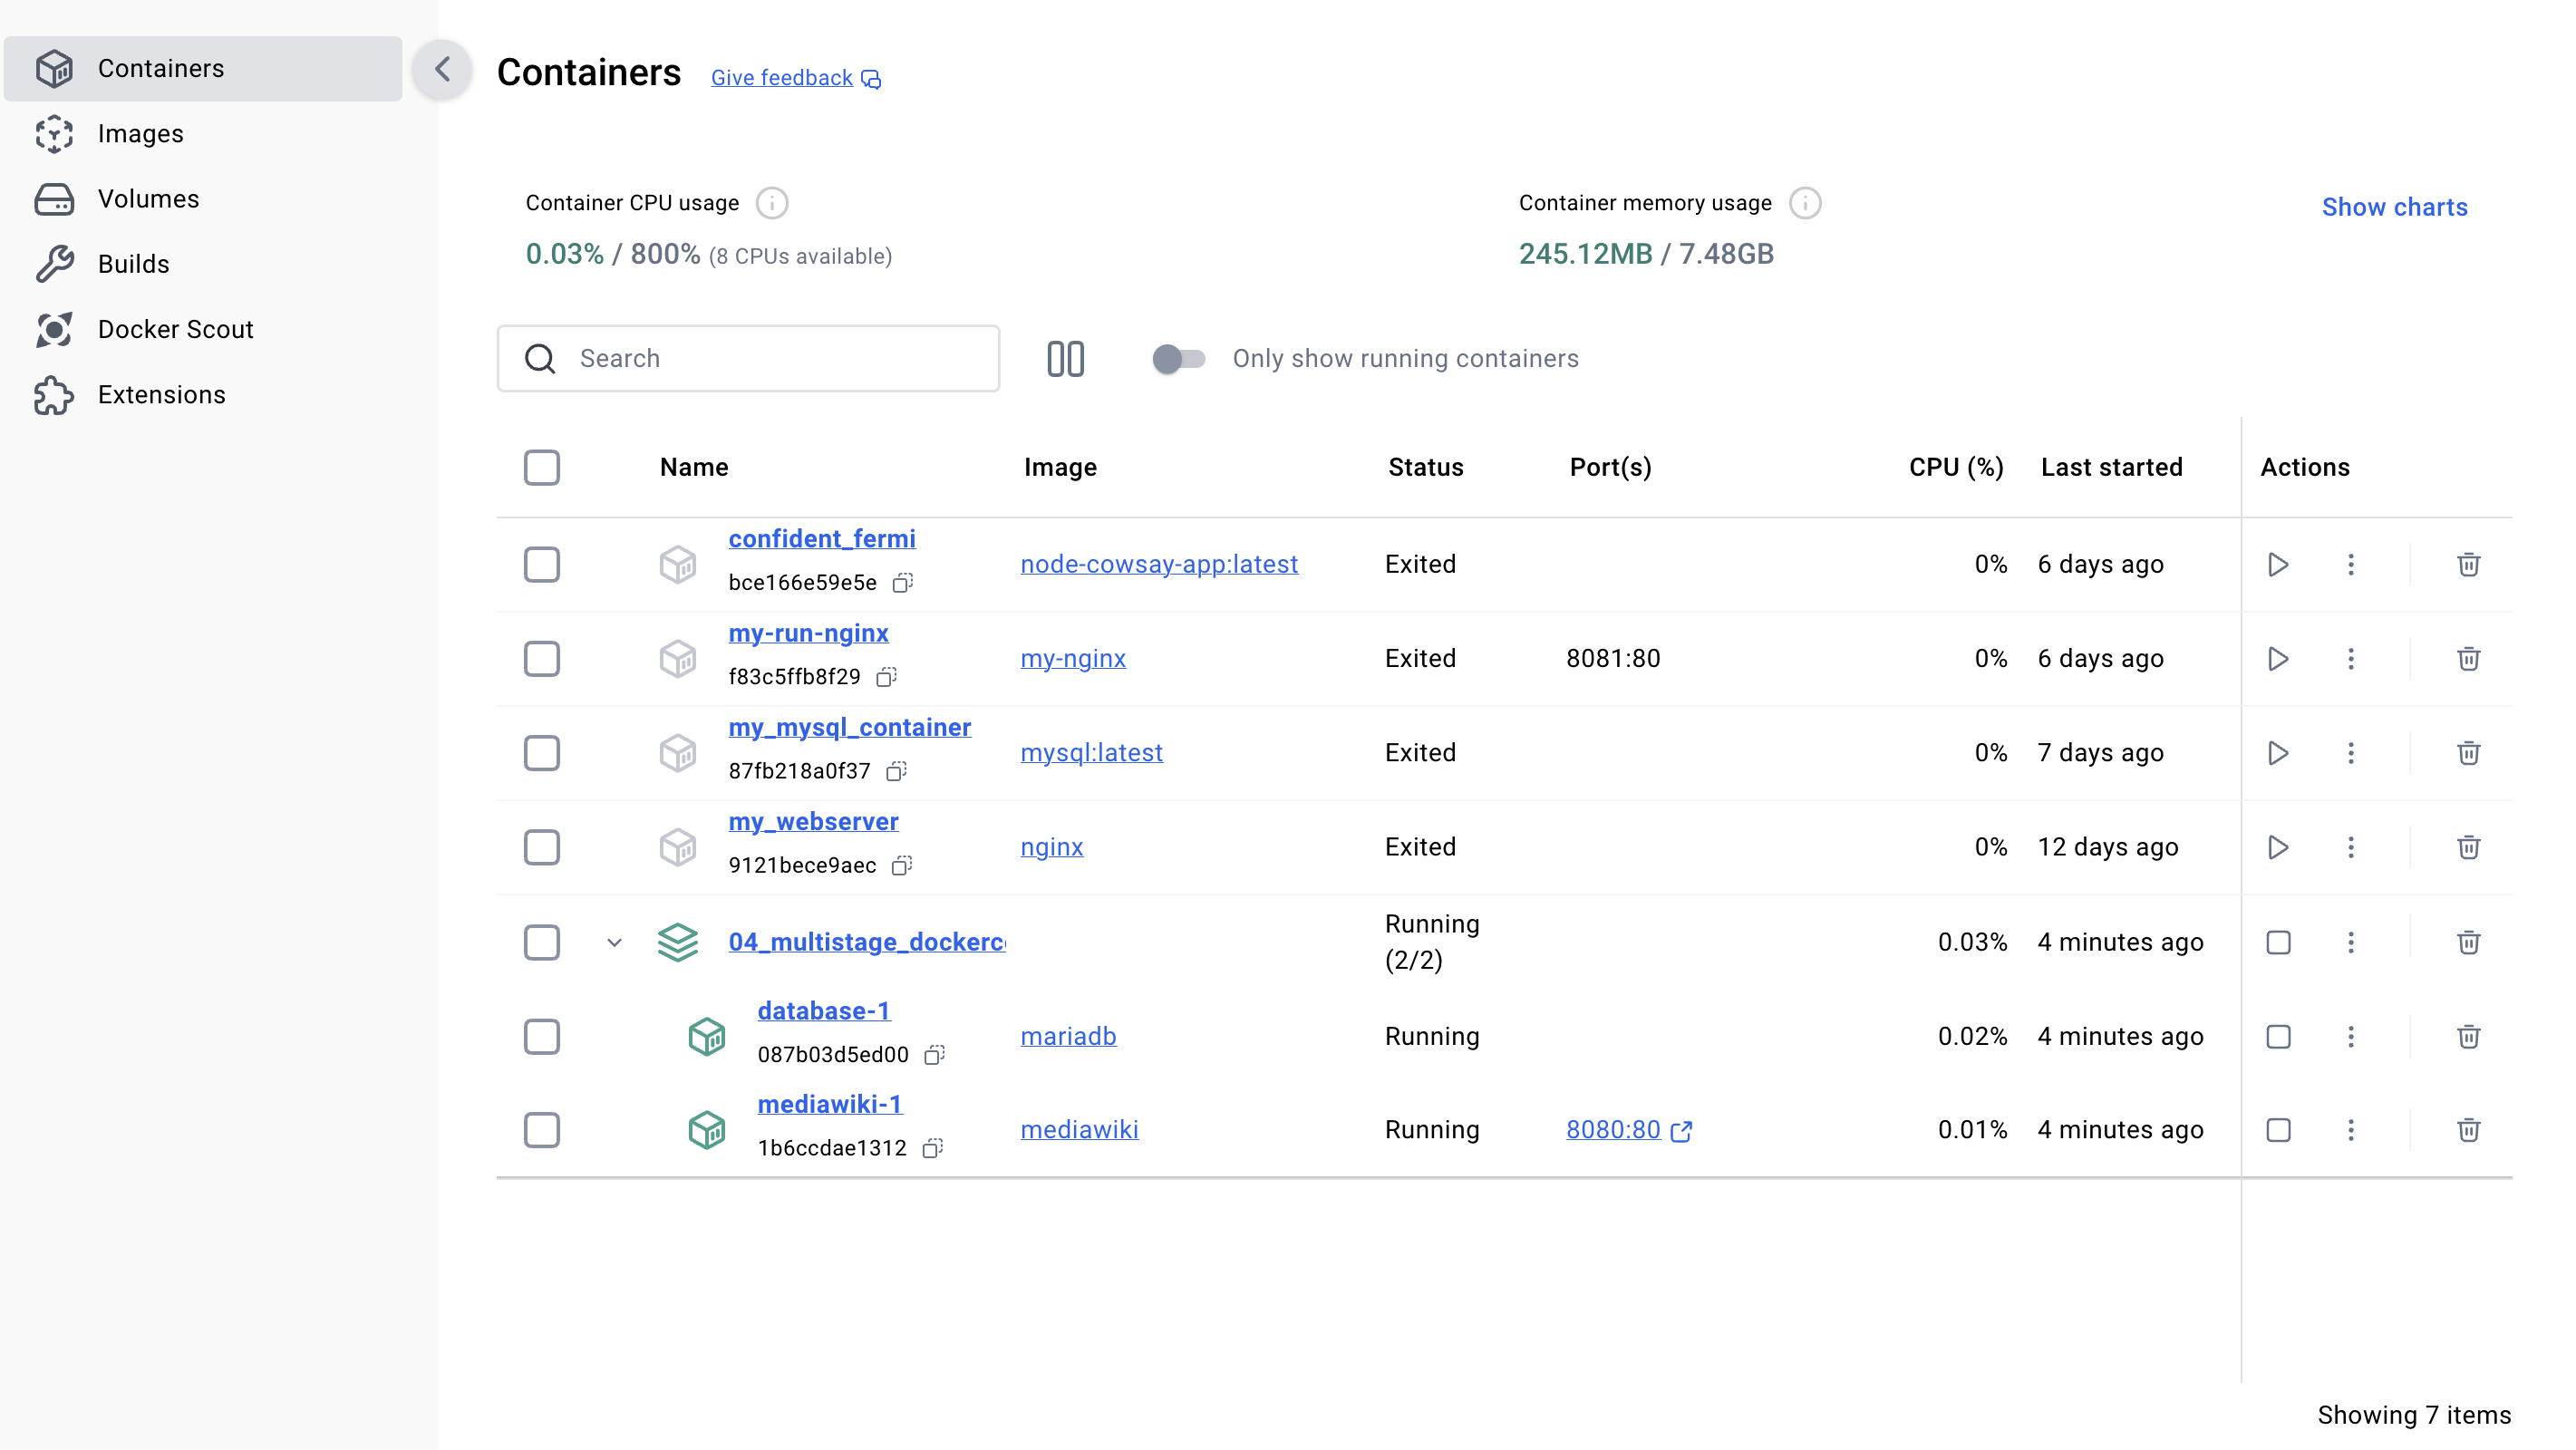 Containers
Images
Volumes
Builds
Docker Scout
Extensions
Containers Give feedback
Container CPU usage
0.03% / 800% (8 CPUs available)
Container memory usage
245.12MB / 7.48GB
Show charts
Search
Only show running containers
Name Image Status Port(s) CPU (%) Last started Actions
confident_fermi
bce166e59e5e
node-cowsay-app:latest Exited 0% 6 days ago
my-run-nginx
f83c5ffb8f29
my-nginx Exited 8081:80 0% 6 days ago
my_mysql_container
87fb218a0f37
mysql:latest Exited 0% 7 days ago
my_webserver
9121bece9aec
nginx Exited 0% 12 days ago
04_multistage_dockerc
Running
(2/2)
0.03% 4 minutes ago
database-1
087b03d5ed00
mariadb Running 0.02% 4 minutes ago
mediawiki-1
1b6ccdae1312
mediawiki Running 8080:80 0.01% 4 minutes ago
Showing 7 items